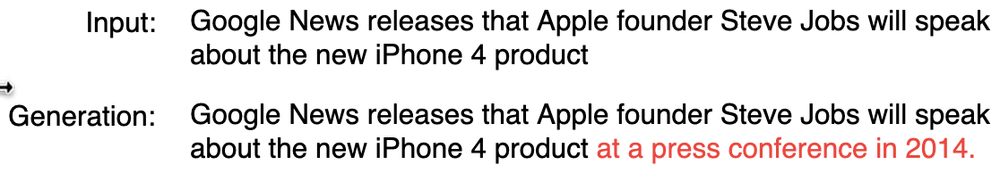 Input: Google News releases that Apple founder Steve Jobs will speak
about the new iPhone 4 product
Generation: Google News releases that Apple founder Steve Jobs will speak
about the new iPhone 4 product at a press conference in 2014.